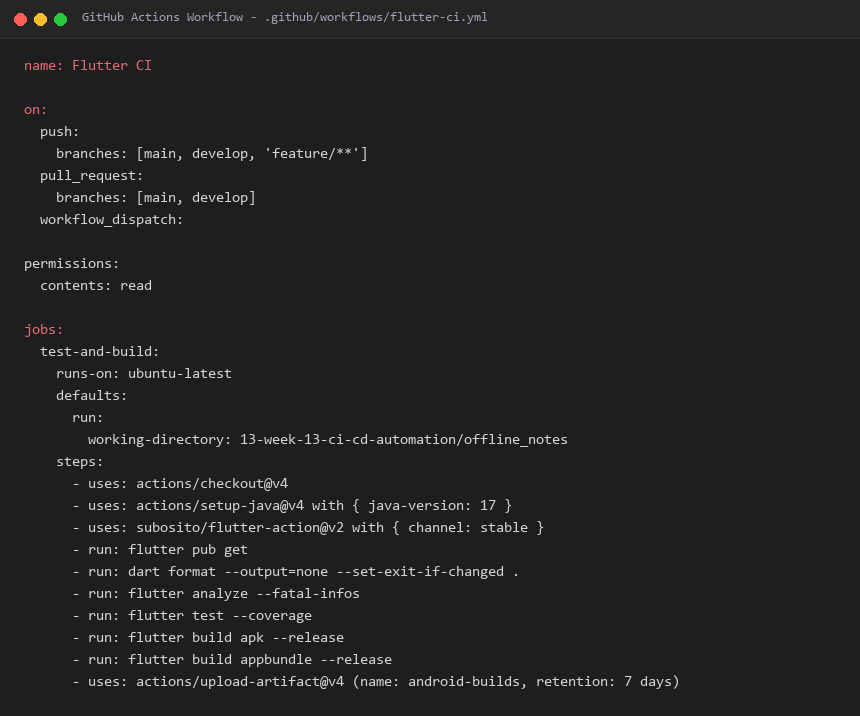 GitHub Actions Workflow - .github/workflows/flutter-ci.yml
name: Flutter CI
on:
push:
branches: [main, develop, 'feature/**']
pull_request:
branches: [main, develop]
workflow_dispatch:
permissions:
contents: read
jobs:
test-and-build:
runs-on: ubuntu-latest
defaults:
run:
working-directory: 13-week-13-ci-cd-automation/offline_notes
steps:
- uses: actions/checkout@v4
- uses: actions/setup-java@v4 with { java-version: 17 }
- uses: subosito/flutter-action@v2 with { channel: stable }
- run: flutter pub get
- run: dart format --output=none --set-exit-if-changed .
- run: flutter analyze --fatal-infos
- run: flutter test --coverage
- run: flutter build apk --release
- run: flutter build appbundle --release
- uses: actions/upload-artifact@v4 (name: android-builds, retention: 7 days)